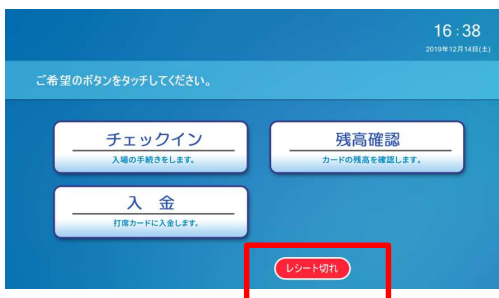 16:38
2019年12月14日(土)
ご希望のボタンをタッチしてください。
チェックイン
入場の手続きをします。
残高確認
カードの残高を確認します。
入 金
打席カードに入金します。
レシート切れ